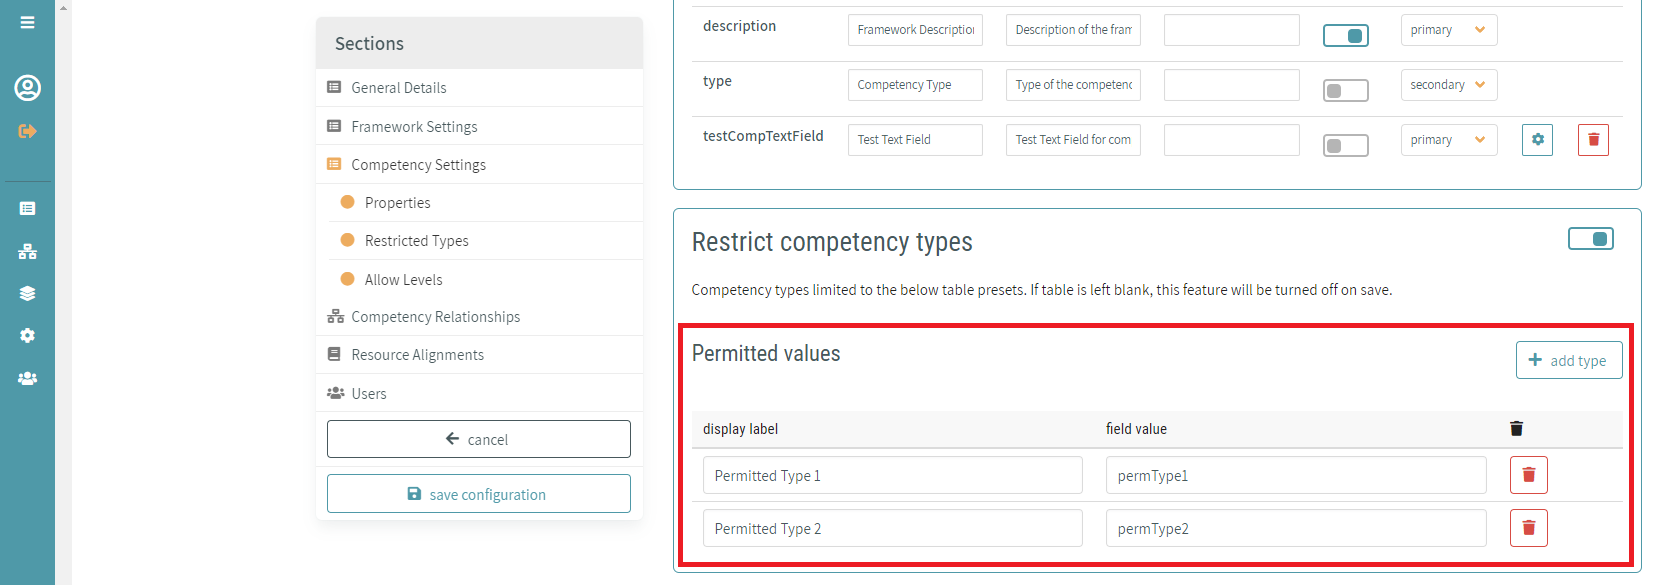 Sections
General Details
Framework Settings
Competency Settings
Properties
Restricted Types
Allow Levels
Competency Relationships
Resource Alignments
Users
cancel
save configuration
description Framework Description Description of the fram primary
type Competency Type Type of the competenc secondary
testCompTextField Test Text Field Test Text Field for com primary
Restrict competency types
Competency types limited to the below table presets. If table is left blank, this feature will be turned off on save.
Permitted values
add type
display label field value
Permitted Type 1 permType1
Permitted Type 2 permType2